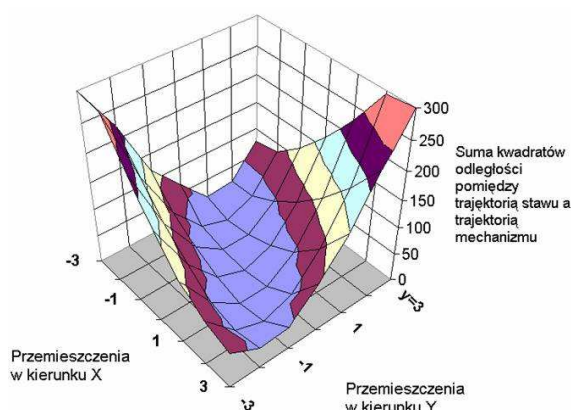 300
250
200
150
100
50
0
Suma kwadratów
odległości
pomiędzy
trajęktorią stawu a
trajektorią
mechanizmu
-3
-1
1
3
Przemieszczenia
w kierunku X
y=3
1
-1
-3
Przemieszczenia
w kierunku Y